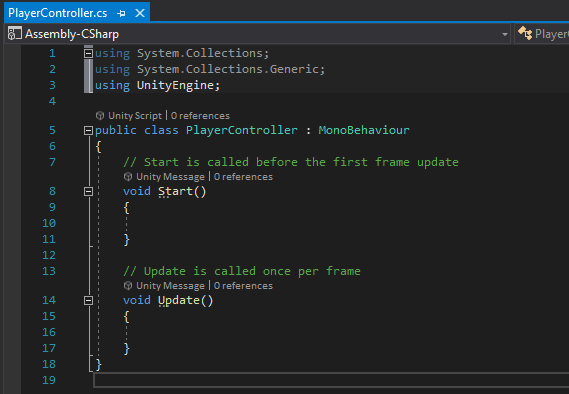 PlayerController.cs
Assembly-CSharp
Player
1 using System.Collections;
2 using System.Collections.Generic;
3 using UnityEngine;
4
Unity Script | 0 references
5 public class PlayerController : MonoBehaviour
6 {
7 // Start is called before the first frame update
Unity Message | 0 references
8 void Start()
9 {
10
11 }
12
13 // Update is called once per frame
Unity Message | 0 references
14 void Update()
15 {
16
17 }
18 }
19